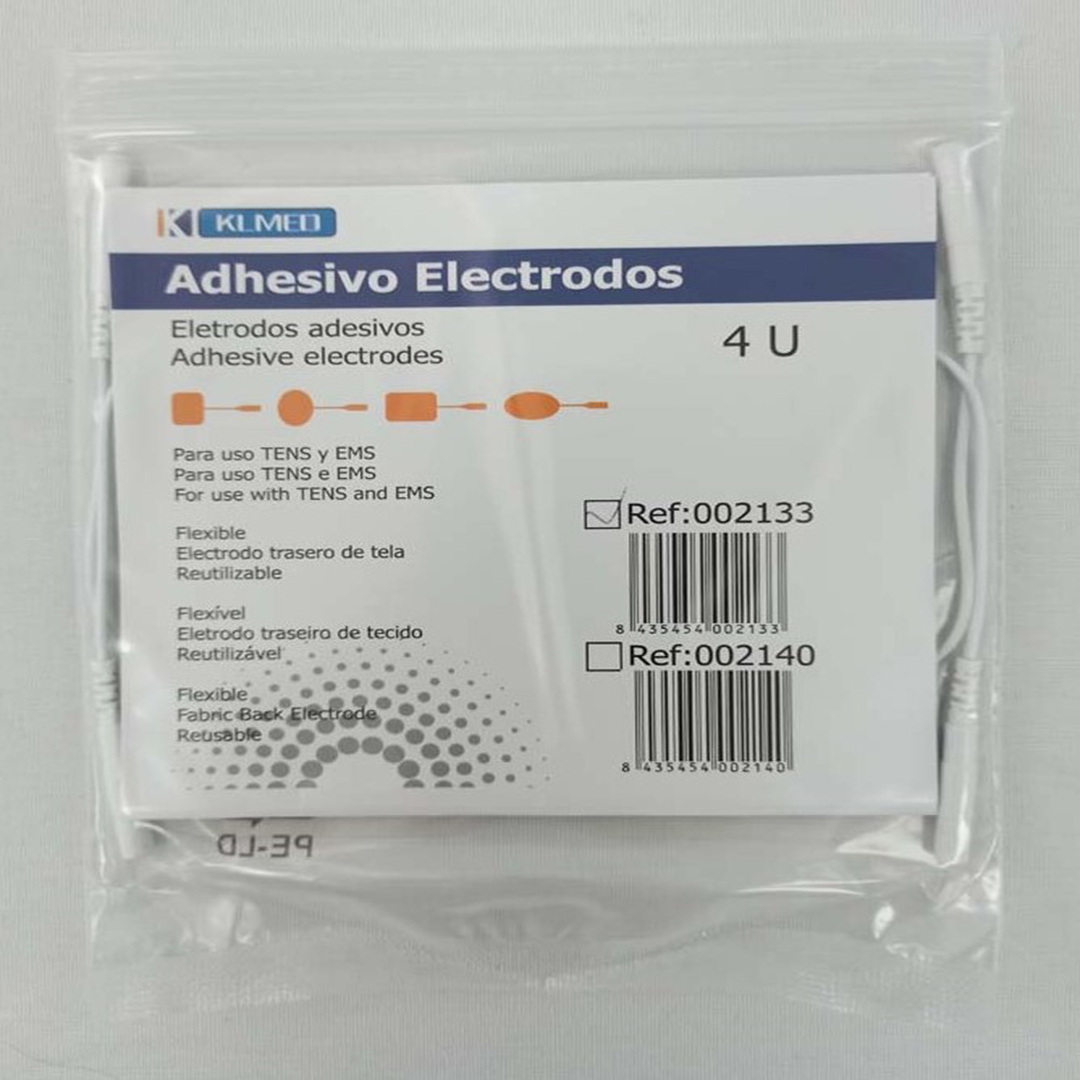 K KLMED
Adhesivo Electrodos
Eletrodos adesivos
Adhesive electrodes
4 U
Para uso TENS y EMS
Para uso TENS e EMS
For use with TENS and EMS
Flexible
Electrodo trasero de tela
Reutilizable
Flexível
Eletrodo traseiro de tecido
Reutilizável
Flexible
Fabric Back Electrode
Reusable
Ref:002133
8 435454 002133
Ref:002140
8 435454 002140
PE-LD